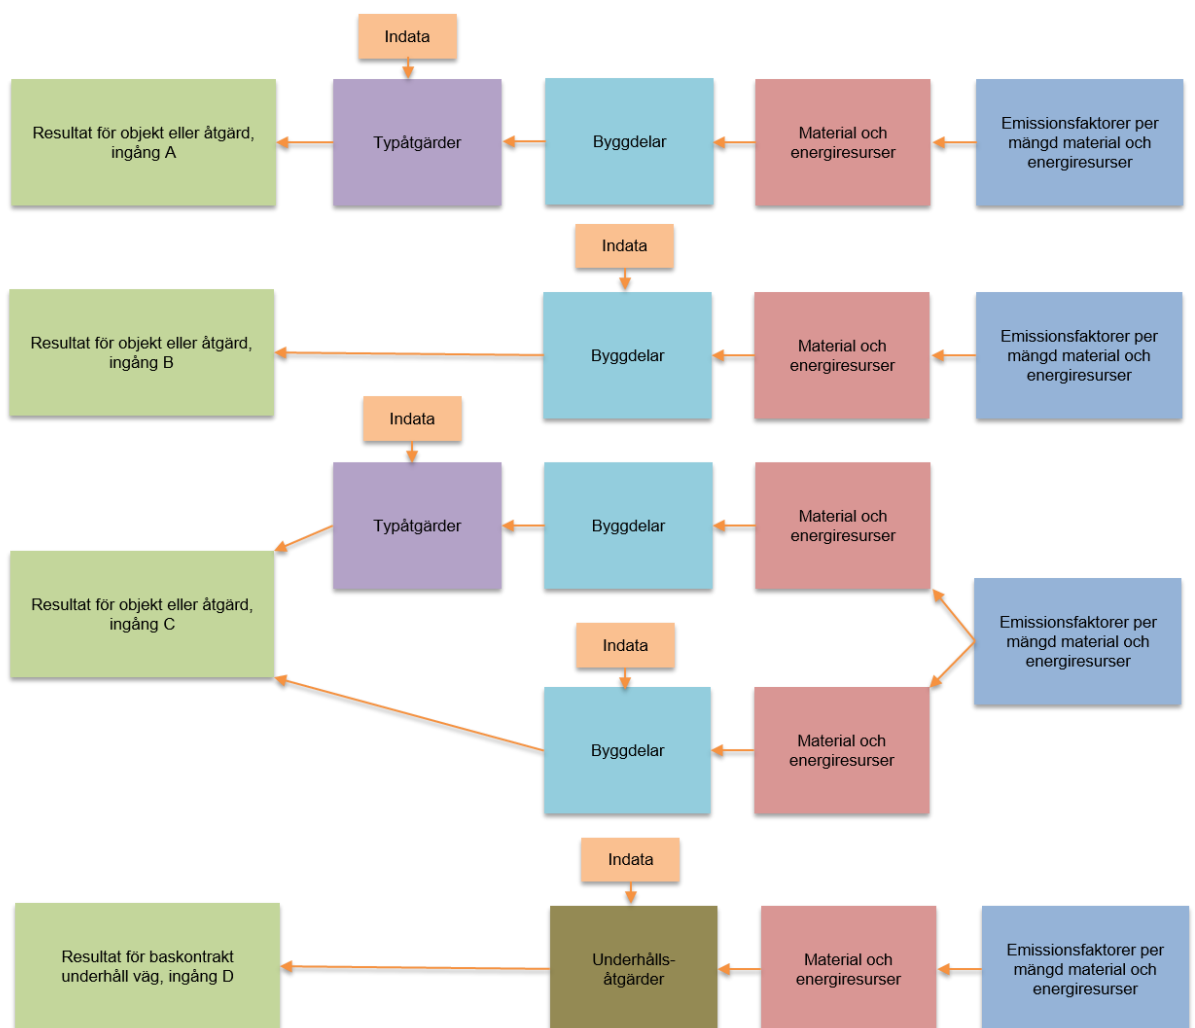 Indata
Resultat för objekt eller åtgärd,
ingång A
Typåtgärder
Byggdelar
Material och
energiresurser
Emissionsfaktorer per
mängd material och
energiresurser
Indata
Resultat för objekt eller åtgärd,
ingång B
Byggdelar
Material och
energiresurser
Emissionsfaktorer per
mängd material och
energiresurser
Indata
Typåtgärder
Byggdelar
Material och
energiresurser
Resultat för objekt eller åtgärd,
ingång C
Emissionsfaktorer per
mängd material och
energiresurser
Indata
Byggdelar
Material och
energiresurser
Indata
Resultat för baskontrakt
underhåll väg, ingång D
Underhålls-
åtgärder
Material och
energiresurser
Emissionsfaktorer per
mängd material och
energiresurser